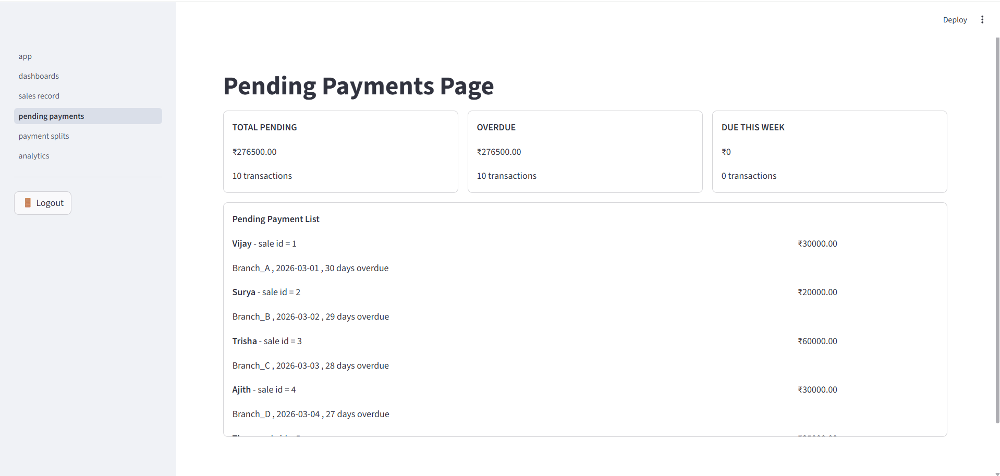 Deploy
app
dashboards
sales record
pending payments
payment splits
analytics
Logout
Pending Payments Page
TOTAL PENDING
₹276500.00
10 transactions
OVERDUE
₹276500.00
10 transactions
DUE THIS WEEK
₹0
0 transactions
Pending Payment List
Vijay - sale id = 1 ₹30000.00
Branch_A , 2026-03-01 , 30 days overdue
Surya - sale id = 2 ₹20000.00
Branch_B , 2026-03-02 , 29 days overdue
Trisha - sale id = 3 ₹60000.00
Branch_C , 2026-03-03 , 28 days overdue
Ajith - sale id = 4 ₹30000.00
Branch_D , 2026-03-04 , 27 days overdue